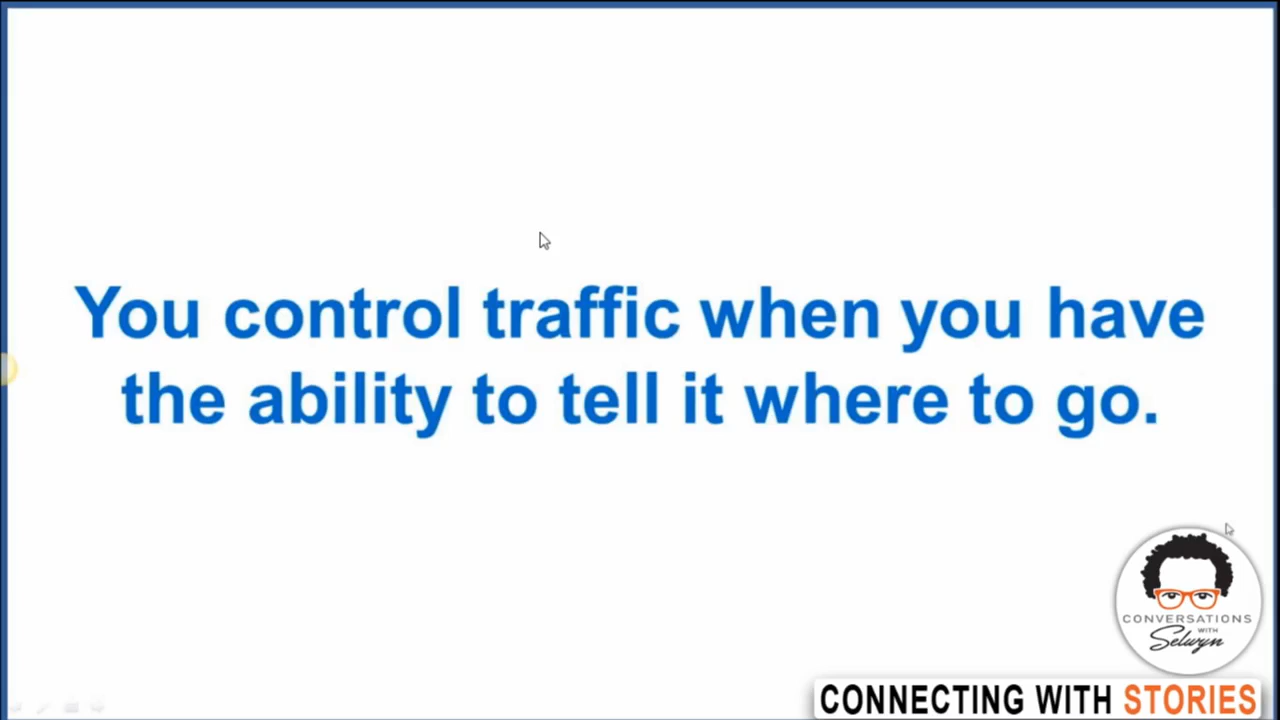 You control traffic when you have
the ability to tell it where to go.
CONVERSATIONS
WITH
Selwyn
CONNECTING WITH STORIES